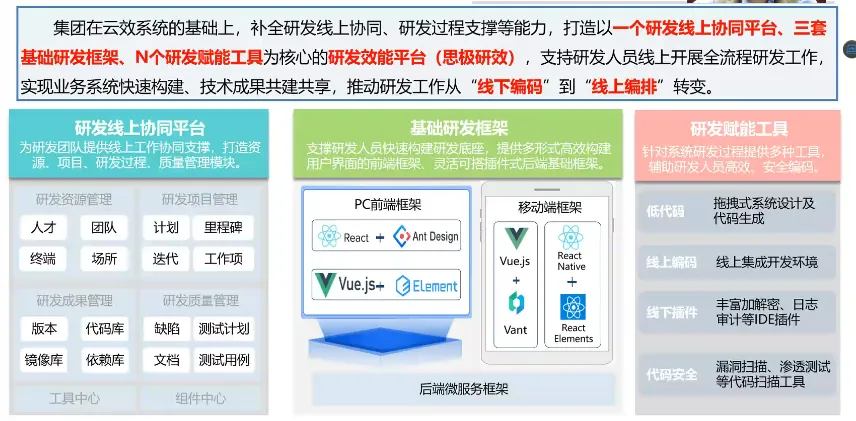 集团在云效系统的基础上，补全研发线上协同、研发过程支撑等能力，打造以一个研发线上协同平台、三套
基础研发框架、N个研发赋能工具为核心的研发效能平台（思极研效），支持研发人员线上开展全流程研发工作，
实现业务系统快速构建、技术成果共建共享，推动研发工作从“线下编码”到“线上编排”转变。
研发线上协同平台
为研发团队提供线上工作协同支撑，打造资
源、项目、研发过程、质量管理模块。
研发资源管理
研发项目管理
人才
团队
计划
里程碑
终端
场所
迭代
工作项
研发成果管理
研发质量管理
版本
代码库
缺陷
测试计划
镜像库
依赖库
文档
测试用例
工具中心
组件中心
基础研发框架
支撑研发人员快速构建研发底座，提供多形式高效构建
用户界面的前端框架、灵活可搭插件式后端基础框架。
PC前端框架
React
+
Ant Design
Vue.js
+
ELement
移动端框架
Vue.js
+
Vant
React
Native
+
React
Elements
后端微服务框架
研发赋能工具
针对系统研发过程提供多种工具，
辅助研发人员高效、安全编码。
低代码
拖拽式系统设计及
代码生成
线上编码
线上集成开发环境
线下插件
丰富加解密、日志
审计等IDE插件
代码安全
漏洞扫描、渗透测试
等代码扫描工具